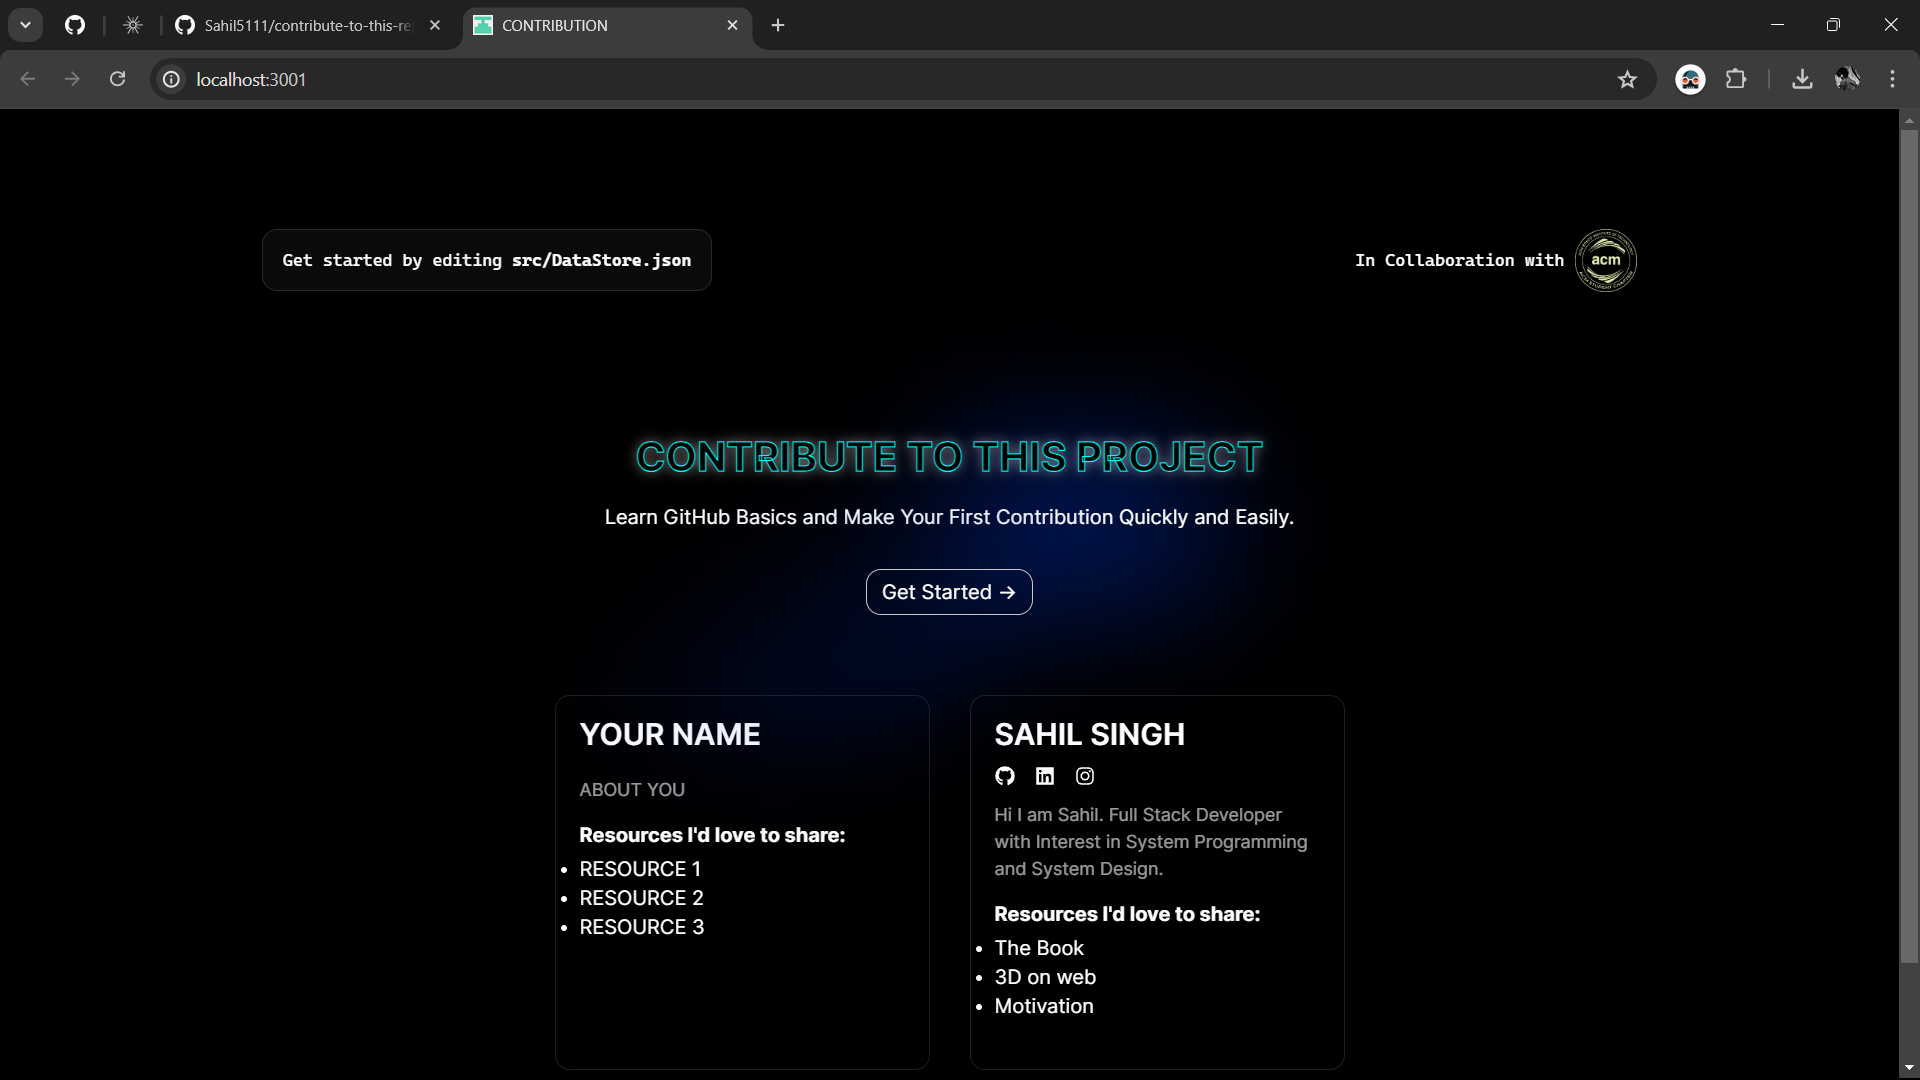 Sahil5111/contribute-to-this-re
CONTRIBUTION
localhost:3001
Get started by editing src/DataStore.json
In Collaboration with
acm
CONTRIBUTE TO THIS PROJECT
Learn GitHub Basics and Make Your First Contribution Quickly and Easily.
Get Started →
YOUR NAME
ABOUT YOU
Resources I'd love to share:
• RESOURCE 1
• RESOURCE 2
• RESOURCE 3
SAHIL SINGH
Hi I am Sahil. Full Stack Developer
with Interest in System Programming
and System Design.
Resources I'd love to share:
• The Book
• 3D on web
• Motivation